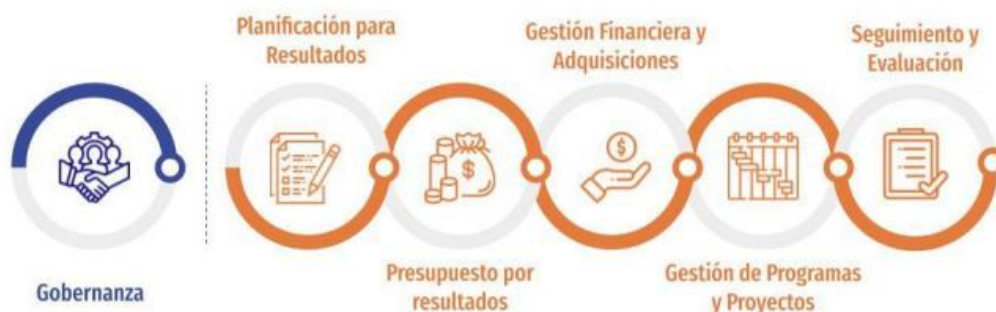 Gobernanza
Planificación para
Resultados
Presupuesto por
resultados
Gestión Financiera y
Adquisiciones
Gestión de Programas
y Proyectos
Seguimiento y
Evaluación